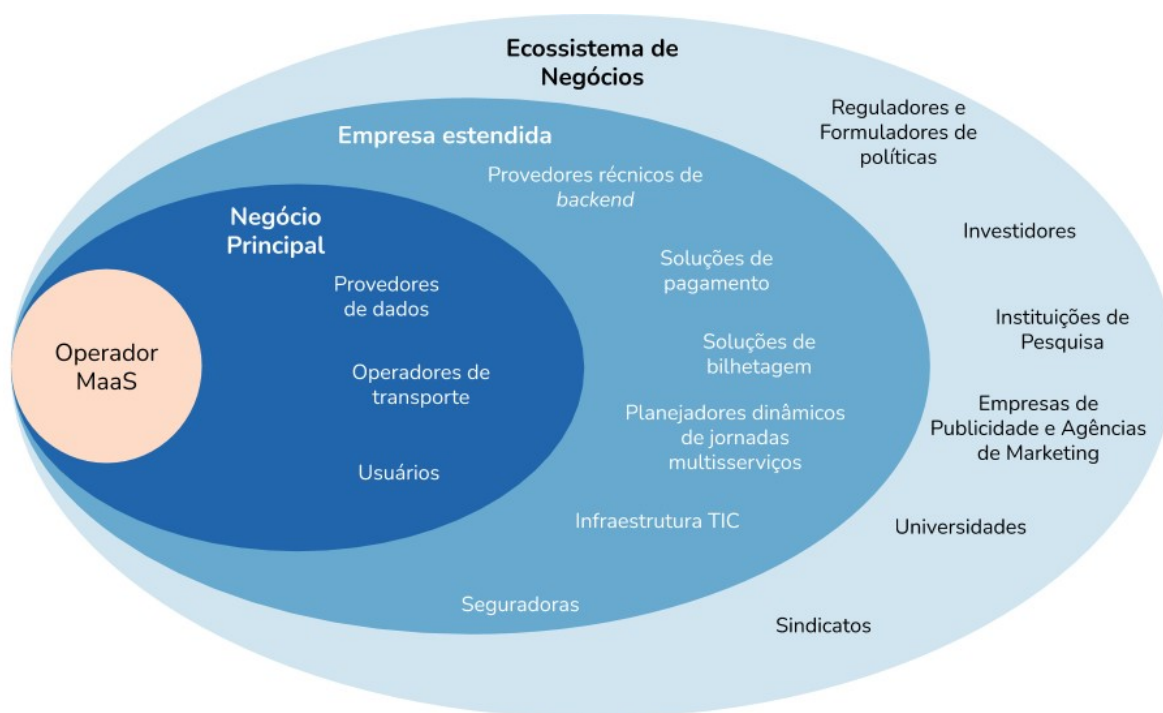 Ecossistema de
Negócios
Reguladores e
Formuladores de
políticas
Investidores
Instituições de
Pesquisa
Empresas de
Publicidade e Agências
de Marketing
Universidades
Sindicatos
Empresa estendida
Provedores récnicos de
backend
Soluções de
pagamento
Soluções de
bilhetagem
Planejadores dinâmicos
de jornadas
multisserviços
Infraestrutura TIC
Seguradoras
Negócio
Principal
Provedores
de dados
Operadores de
transporte
Usuários
Operador
MaaS